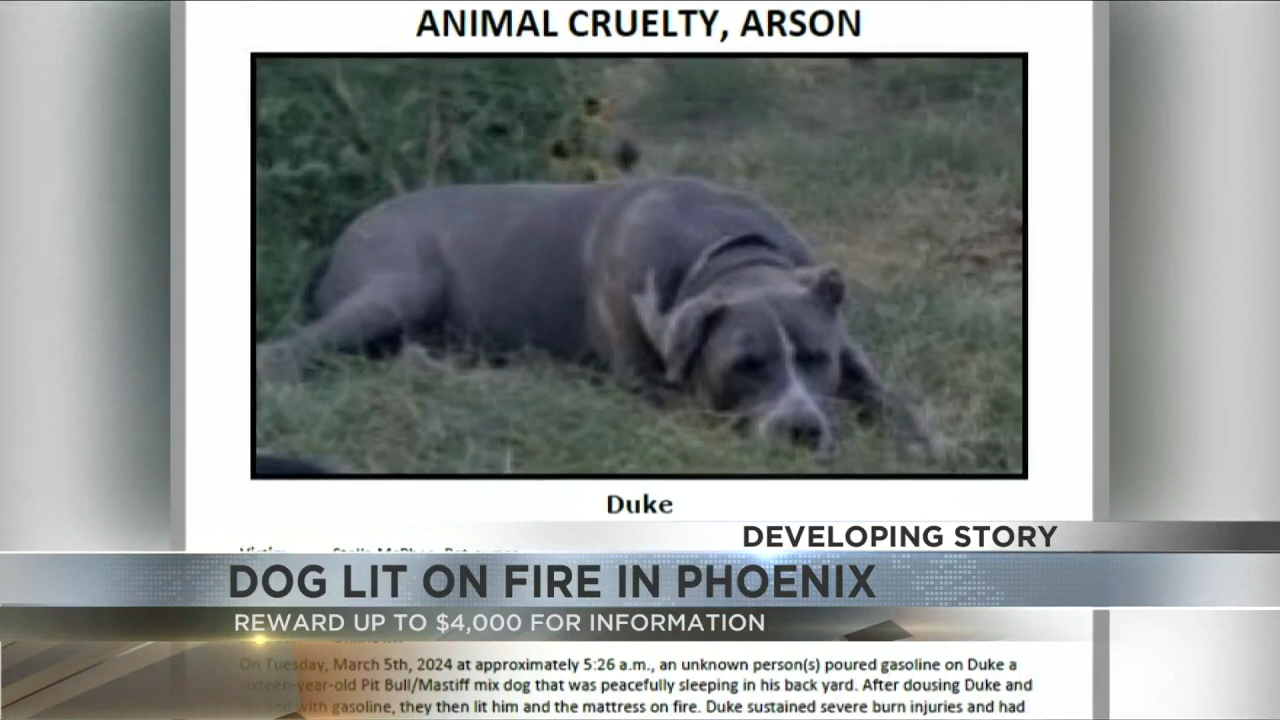 ANIMAL CRUELTY, ARSON
Duke
DEVELOPING STORY
DOG LIT ON FIRE IN PHOENIX
REWARD UP TO $4,000 FOR INFORMATION
On Tuesday, March 5th, 2024 at approximately 5:26 a.m., an unknown person(s) poured gasoline on Duke a
sixteen-year-old Pit Bull/Mastiff mix dog that was peacefully sleeping in his back yard. After dousing Duke and
with gasoline, they then lit him and the mattress on fire. Duke sustained severe burn injuries and had